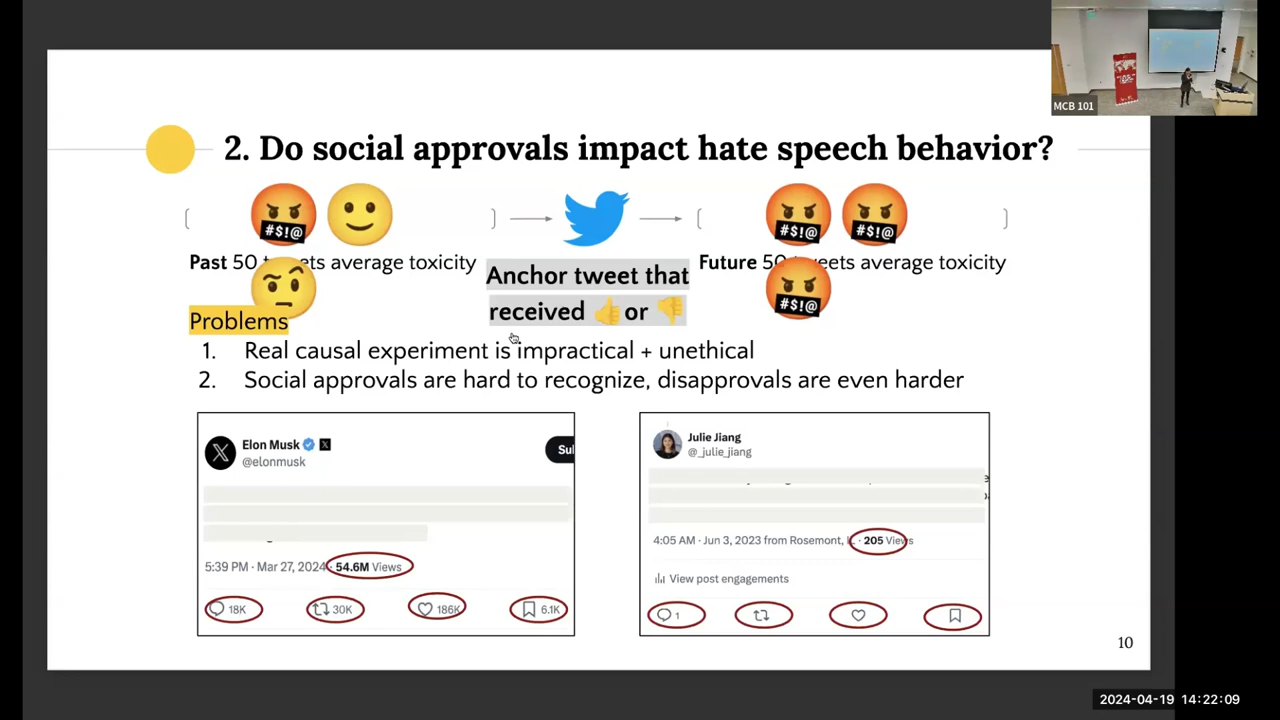 MCB 101
2. Do social approvals impact hate speech behavior?
#$!@
#$!@
#$!@
Past 50 tweets average toxicity
Anchor tweet that
received 👍 or 👎
Future 50 tweets average toxicity
#$!@
Problems
1. Real causal experiment is impractical + unethical
2. Social approvals are hard to recognize, disapprovals are even harder
Elon Musk
@elonmusk
5:39 PM · Mar 27, 2024 · 54.6M Views
18K
30K
186K
6.1K
Julie Jiang
@_julie_jiang
4:05 AM · Jun 3, 2023 from Rosemont, · 205 Views
View post engagements
1
10
2024-04-19 14:22:09